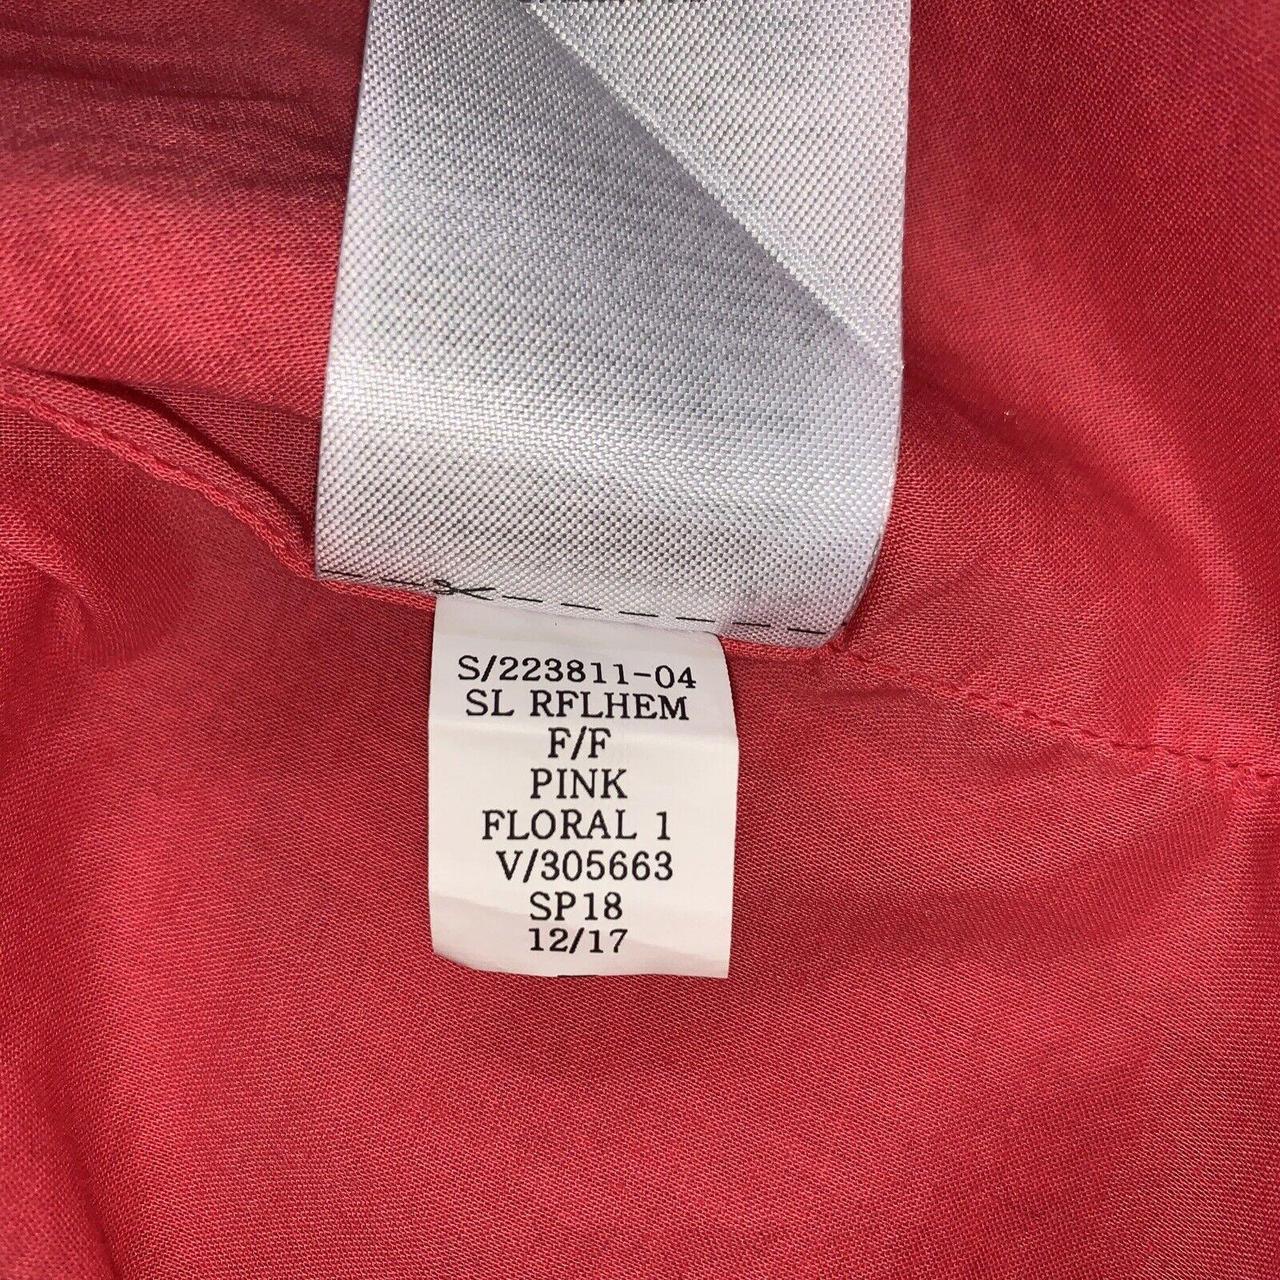 S/223811-04
SL RFLHEM
F/F
PINK
FLORAL 1
V/305663
SP18
12/17